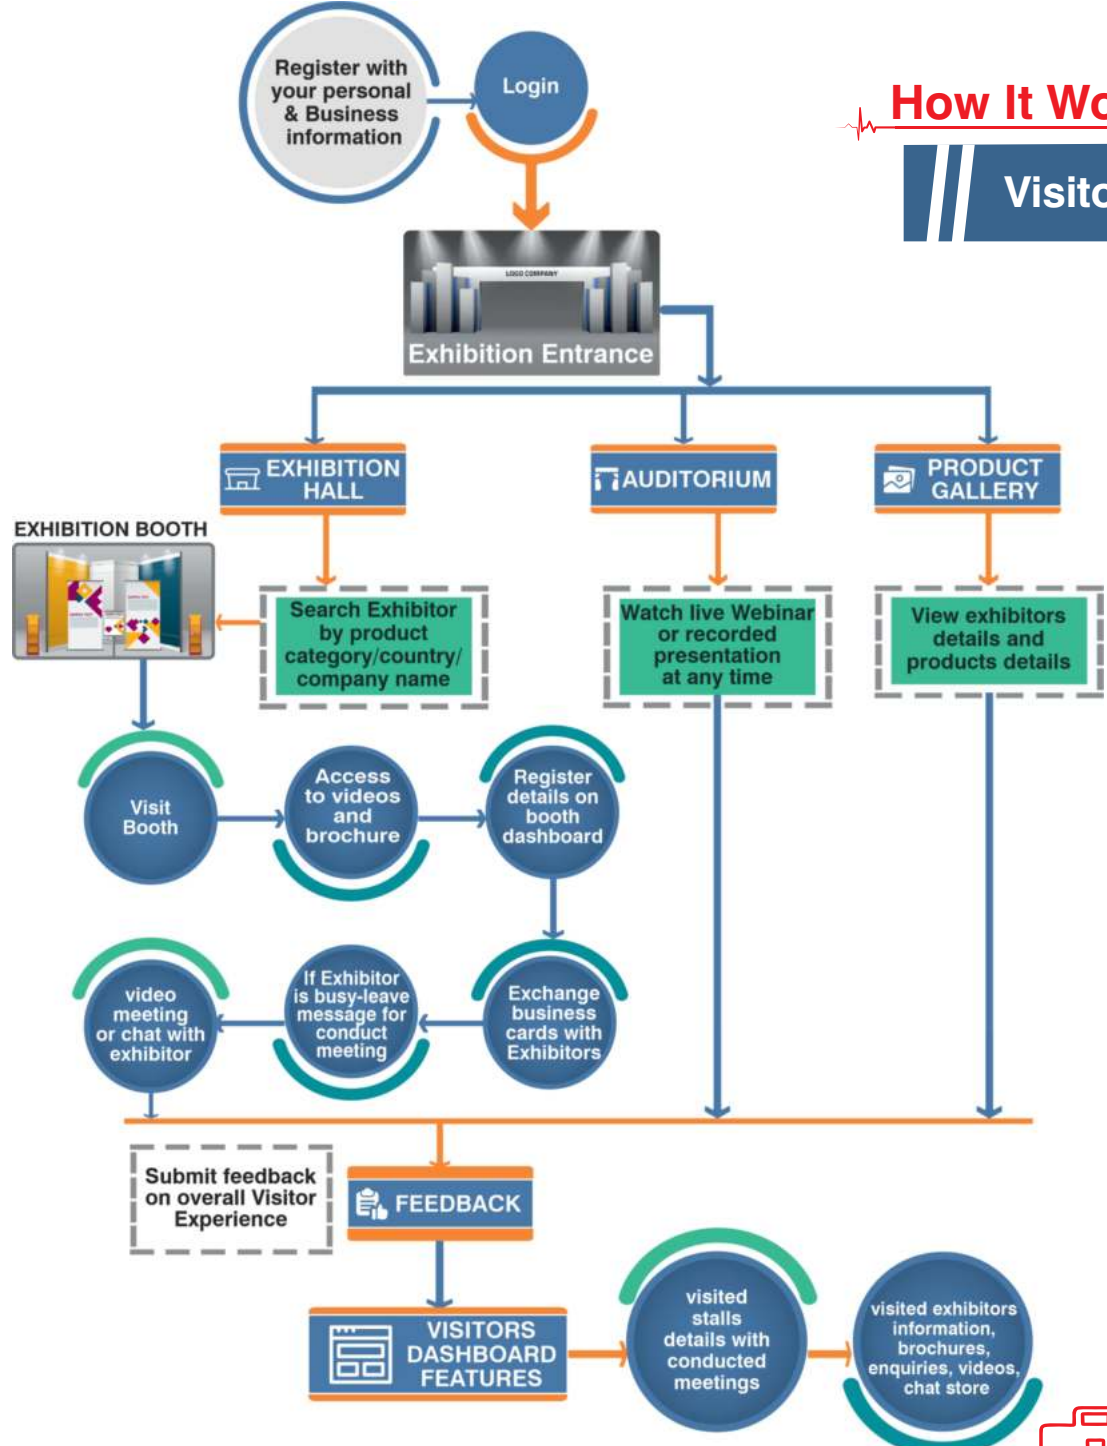 Register with
your personal
& Business
information
Login
How It Wo
Visito
LOGO COMPANY
Exhibition Entrance
EXHIBITION
HALL
AUDITORIUM
PRODUCT
GALLERY
EXHIBITION BOOTH
Search Exhibitor
by product
category/country/
company name
Watch live Webinar
or recorded
presentation
at any time
View exhibitors
details and
products details
Visit
Booth
Access
to videos
and
brochure
Register
details on
booth
dashboard
video
meeting
or chat with
exhibitor
If Exhibitor
is busy-leave
message for
conduct
meeting
Exchange
business
cards with
Exhibitors
Submit feedback
on overall Visitor
Experience
FEEDBACK
VISITORS
DASHBOARD
FEATURES
visited
stalls
details with
conducted
meetings
visited exhibitors
information,
brochures,
enquiries, videos,
chat store